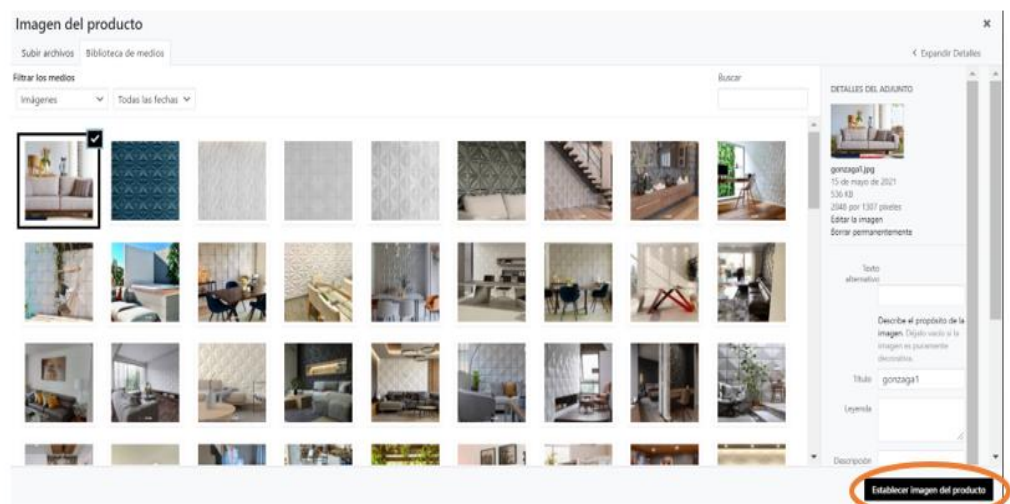 Imagen del producto
Subir archivos
Biblioteca de medios
Expandir Detalles
Filtrar los medios
Imágenes
Todas las fechas
Buscar
DETALLES DEL ADJUNTO
gonzaga1.jpg
15 de mayo de 2021
536 KB
2048 por 1307 píxeles
Editar la imagen
Borrar permanentemente
Texto
alternativo
Describe el propósito de la
imagen. Déjalo vacío si la
imagen es puramente
decorativa.
Título
gonzaga1
Leyenda
Descripción
Establecer imagen del producto